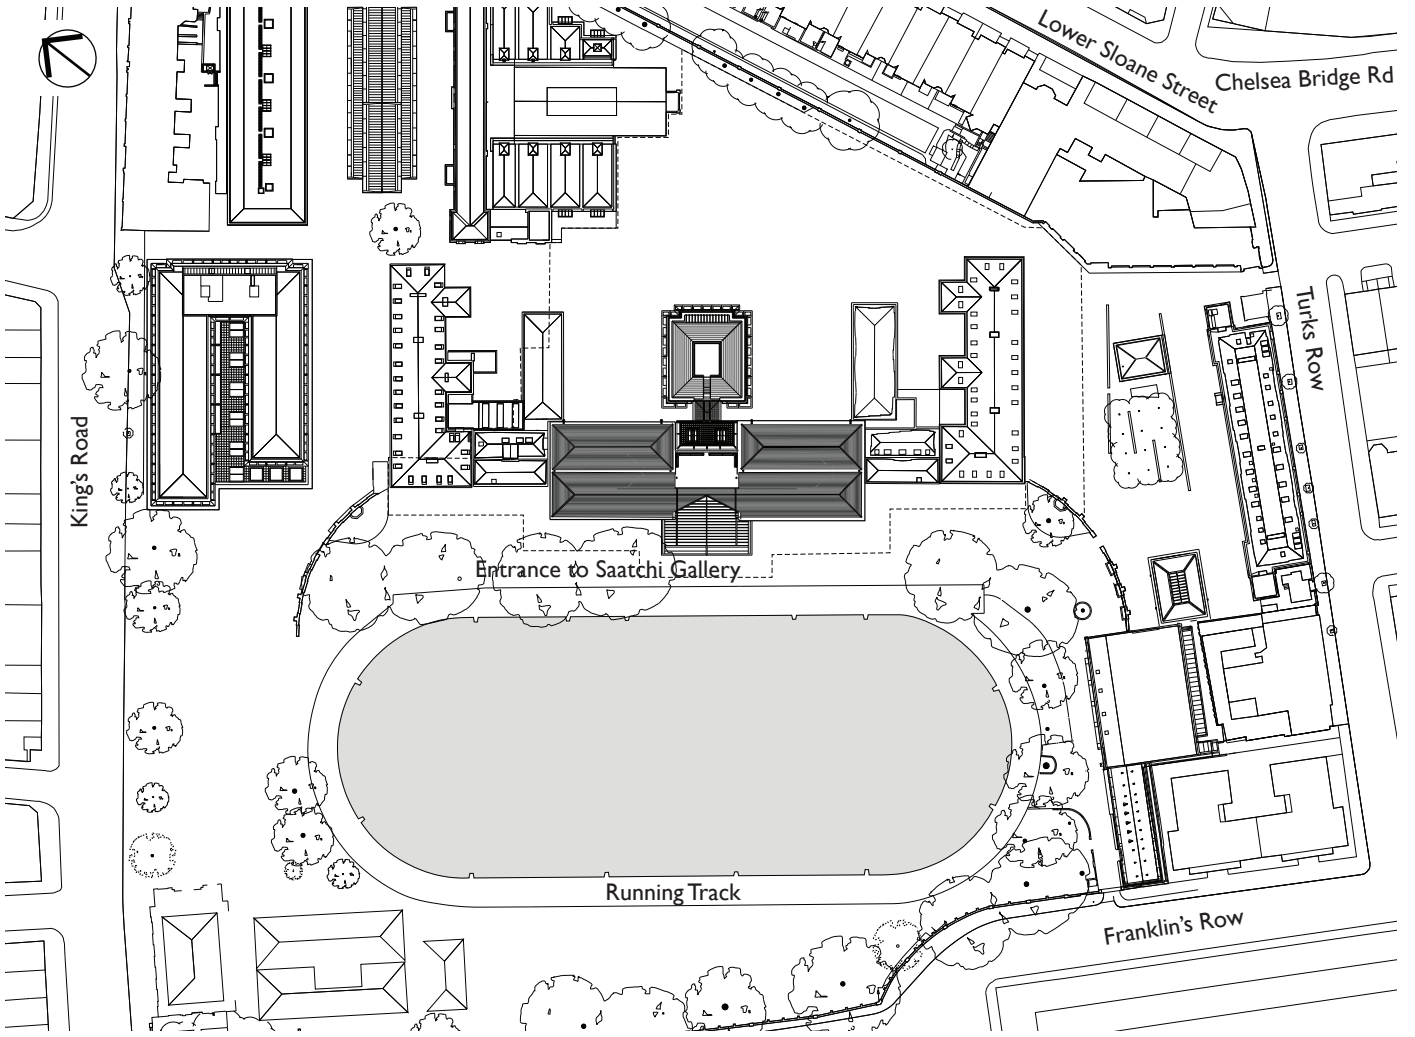 Lower Sloane Street
Chelsea Bridge Rd
Turks Row
King's Road
Entrance to Saatchi Gallery
Running Track
Franklin's Row